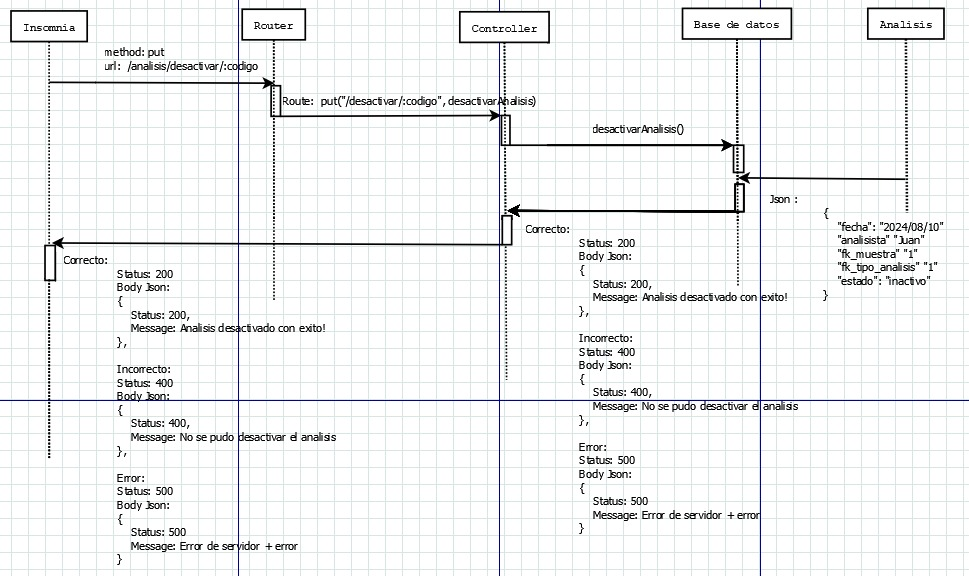 Insomnia
Router
Controller
Base de datos
Analisis
method: put
url: /analisis/desactivar/:codigo
Route: put("/desactivar/:codigo", desactivarAnalisis)
desactivarAnalisis()
Json :
{
"fecha": "2024/08/10"
"analisista" "Juan"
"fk_muestra" "1"
"fk_tipo_analisis" "1"
"estado": "inactivo"
}
Correcto:
Status: 200
Body Json:
{
Status: 200,
Message: Analisis desactivado con exito!
},
Incorrecto:
Status: 400
Body Json:
{
Status: 400,
Message: No se pudo desactivar el analisis
},
Error:
Status: 500
Body Json:
{
Status: 500
Message: Error de servidor + error
}
Correcto:
Status: 200
Body Json:
{
Status: 200,
Message: Analisis desactivado con exito!
},
Incorrecto:
Status: 400
Body Json:
{
Status: 400,
Message: No se pudo desactivar el analisis
},
Error:
Status: 500
Body Json:
{
Status: 500
Message: Error de servidor + error
}